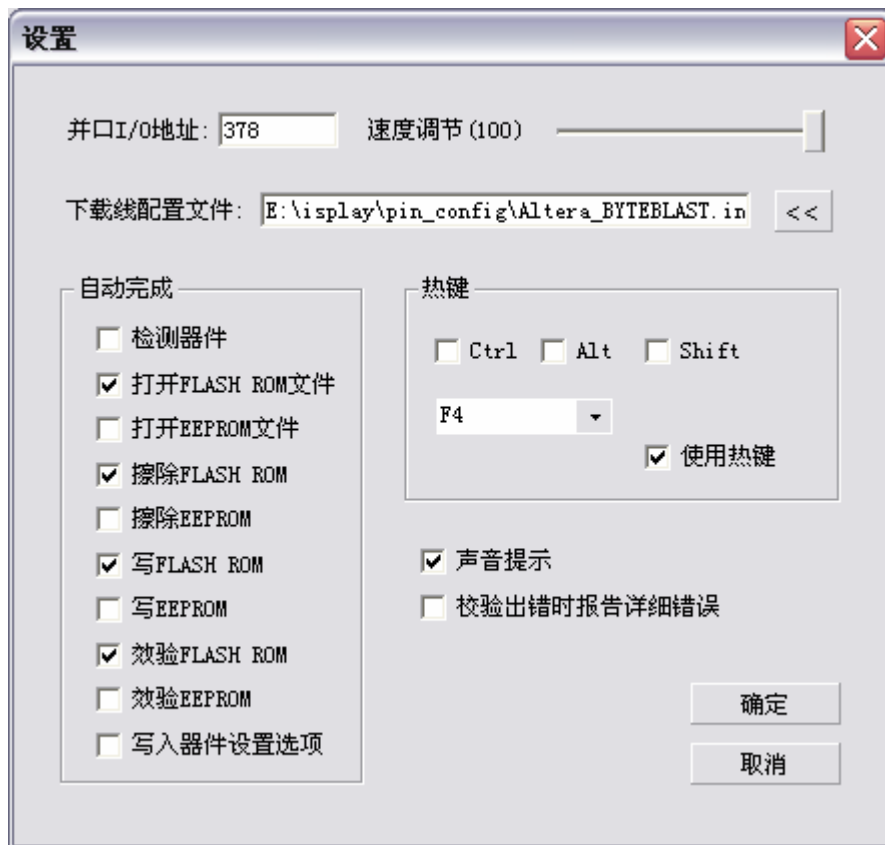 设置
并口I/O地址: 378 速度调节(100)
下载线配置文件: E:\isplay\pin_config\Altera_BYTEBLAST.in <<
自动完成
检测器件
打开FLASH ROM文件
打开EEPROM文件
擦除FLASH ROM
擦除EEPROM
写FLASH ROM
写EEPROM
效验FLASH ROM
效验EEPROM
写入器件设置选项
热键
Ctrl Alt Shift
F4
使用热键
声音提示
校验出错时报告详细错误
确定
取消